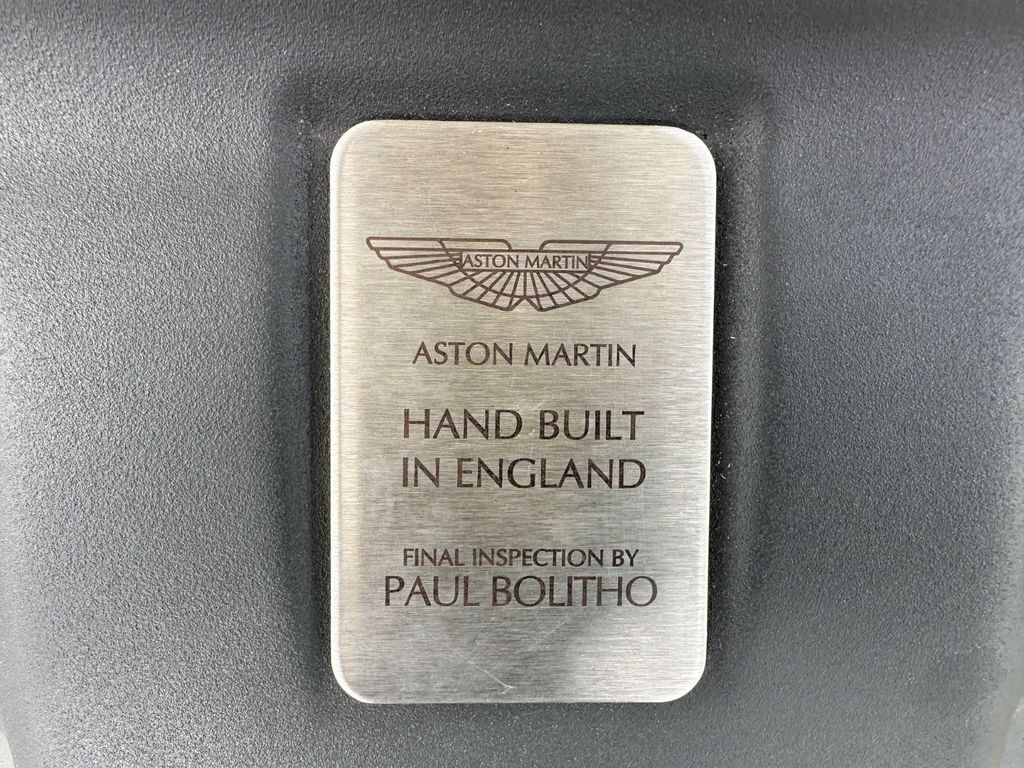 ASTON MARTIN
ASTON MARTIN
HAND BUILT
IN ENGLAND
FINAL INSPECTION BY
PAUL BOLITHO